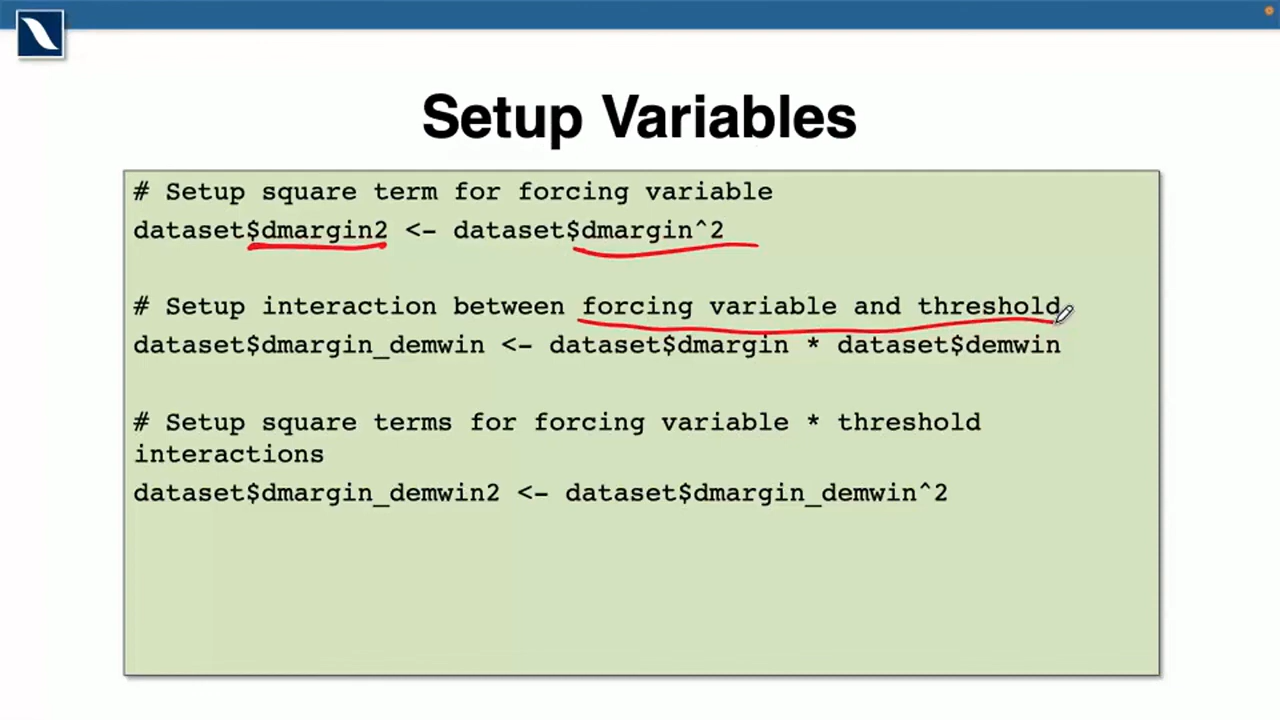 Setup Variables
# Setup square term for forcing variable
dataset$dmargin2 <- dataset$dmargin^2
# Setup interaction between forcing variable and threshold
dataset$dmargin_demwin <- dataset$dmargin * dataset$demwin
# Setup square terms for forcing variable * threshold
interactions
dataset$dmargin_demwin2 <- dataset$dmargin_demwin^2